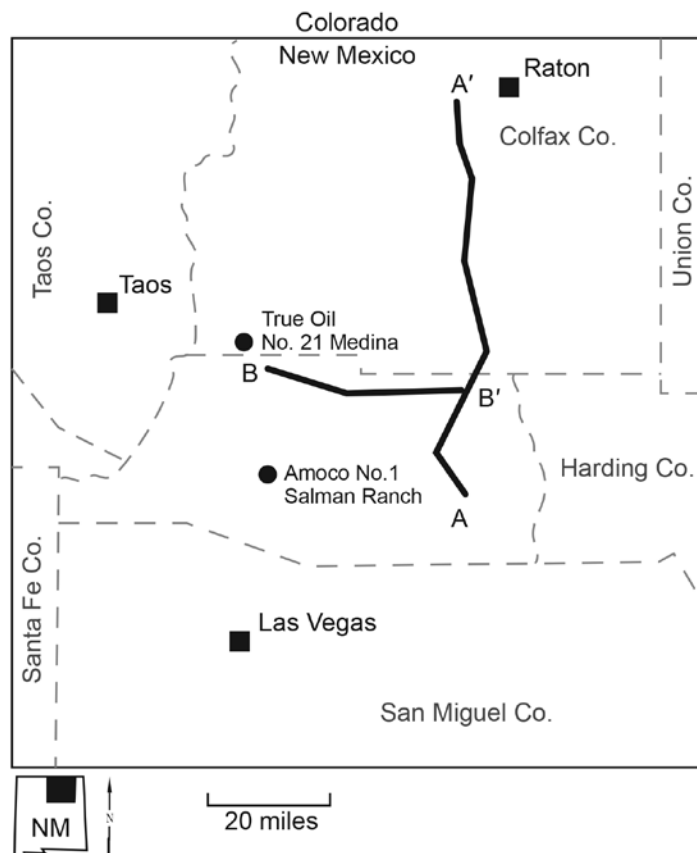 Colorado
New Mexico
A′
Raton
Colfax Co.
Taos Co.
Union Co.
Taos
True Oil
No. 21 Medina
B
B′
Harding Co.
Amoco No.1
Salman Ranch
A
Santa Fe Co.
Las Vegas
San Miguel Co.
NM
N
20 miles